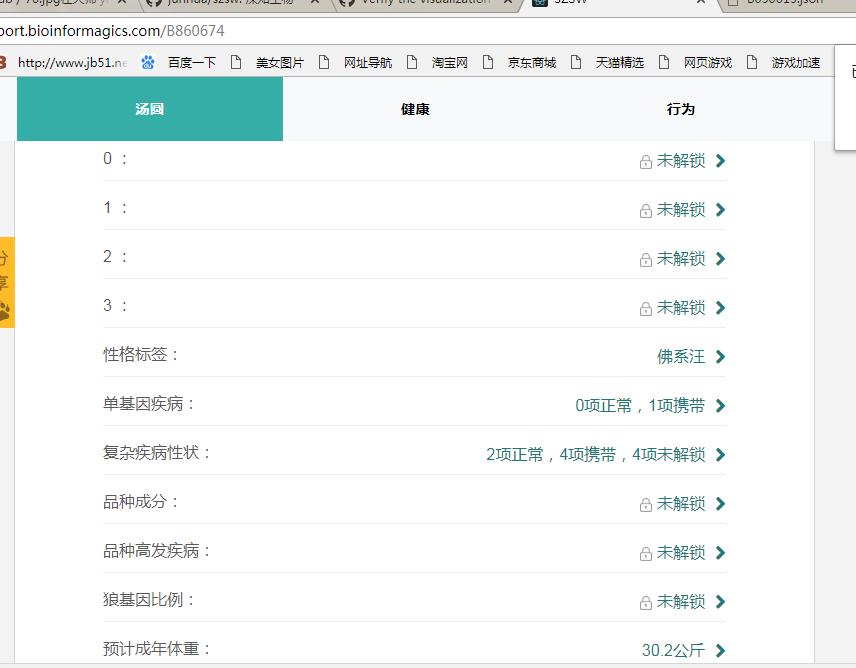 SZSW
port.bioinformagics.com/B860674
http://www.jb51.ne 百度一下 美女图片 网址导航 淘宝网 京东商城 天猫精选 网页游戏 游戏加速
汤圆 健康 行为
0 ： 未解锁
1 ： 未解锁
2 ： 未解锁
3 ： 未解锁
分享
性格标签： 佛系汪
单基因疾病： 0项正常，1项携带
复杂疾病性状： 2项正常，4项携带，4项未解锁
品种成分： 未解锁
品种高发疾病： 未解锁
狼基因比例： 未解锁
预计成年体重： 30.2公斤